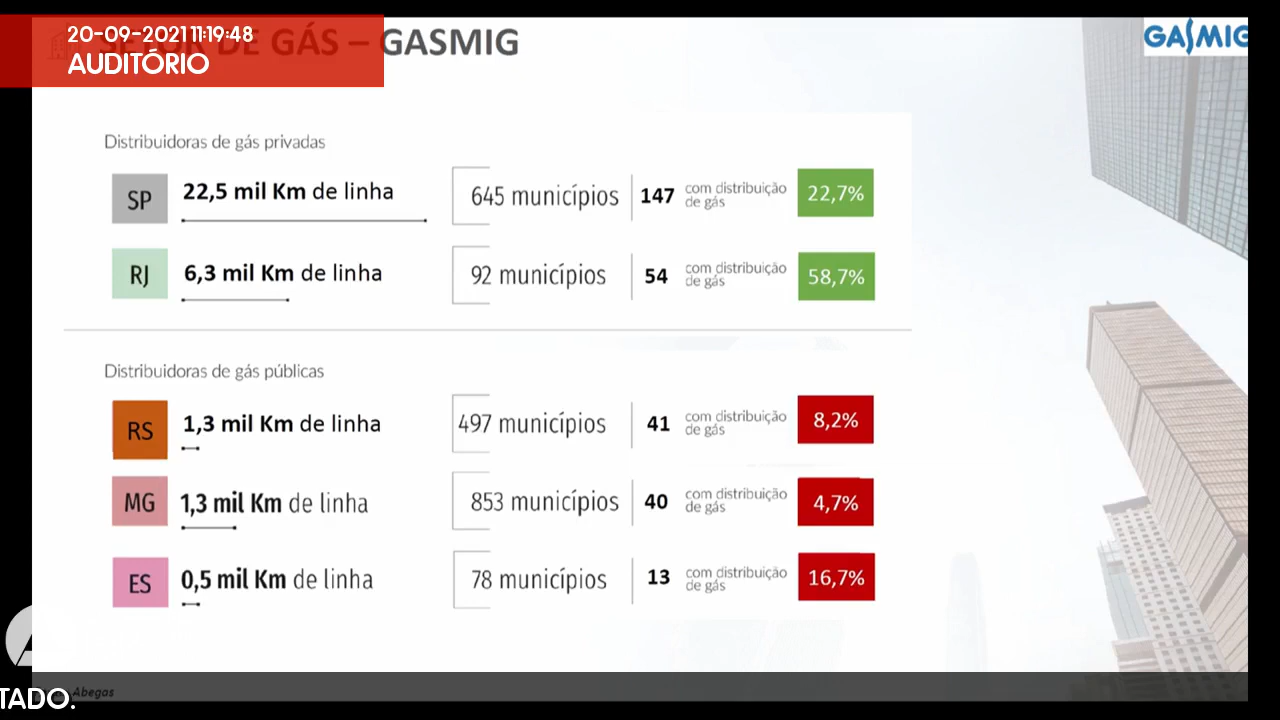 20-09-2021 11:19:48
AUDITÓRIO
SETOR DE GÁS – GASMIG
GASMIG
Distribuidoras de gás privadas
SP 22,5 mil Km de linha 645 municípios 147 com distribuição de gás 22,7%
RJ 6,3 mil Km de linha 92 municípios 54 com distribuição de gás 58,7%
Distribuidoras de gás públicas
RS 1,3 mil Km de linha 497 municípios 41 com distribuição de gás 8,2%
MG 1,3 mil Km de linha 853 municípios 40 com distribuição de gás 4,7%
ES 0,5 mil Km de linha 78 municípios 13 com distribuição de gás 16,7%
Abegas
TADO.